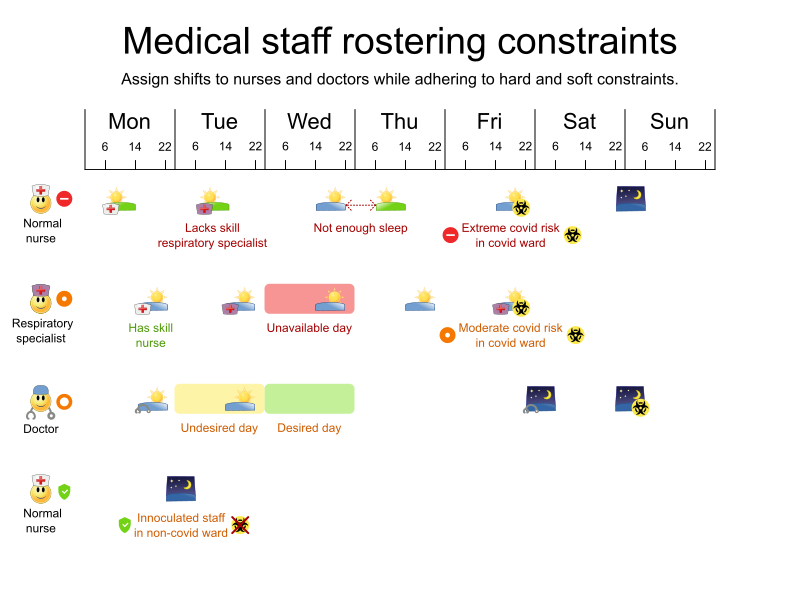 Medical staff rostering constraints
Assign shifts to nurses and doctors while adhering to hard and soft constraints.
Mon Tue Wed Thu Fri Sat Sun
6 14 22 6 14 22 6 14 22 6 14 22 6 14 22 6 14 22 6 14 22
Normal
nurse
Lacks skill
respiratory specialist
Not enough sleep
Extreme covid risk
in covid ward
Respiratory
specialist
Has skill
nurse
Unavailable day
Moderate covid risk
in covid ward
Doctor
Undesired day
Desired day
Normal
nurse
Innoculated staff
in non-covid ward